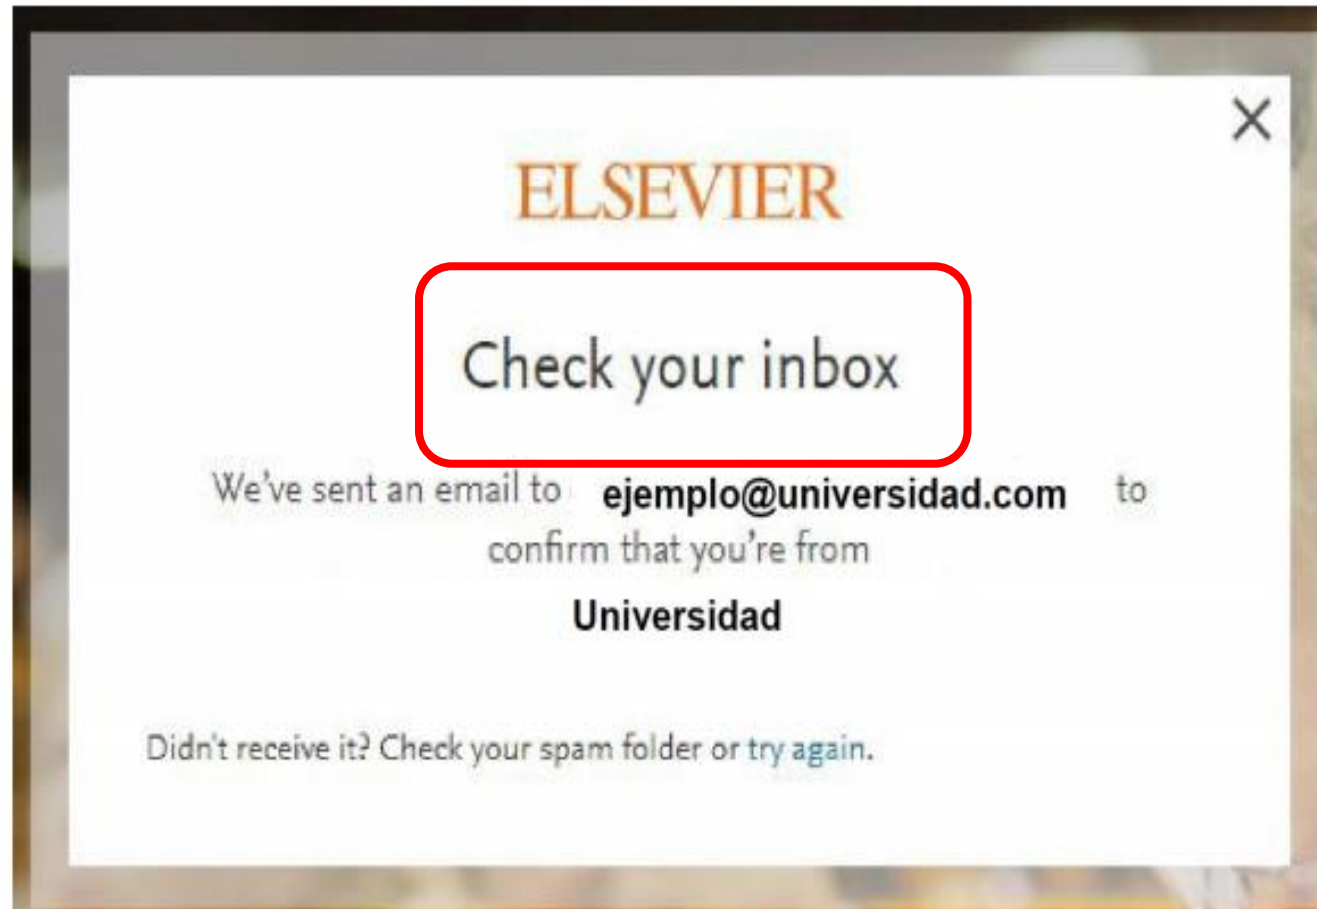 ELSEVIER
Check your inbox
We've sent an email to ejemplo@universidad.com to
confirm that you're from
Universidad
Didn't receive it? Check your spam folder or try again.